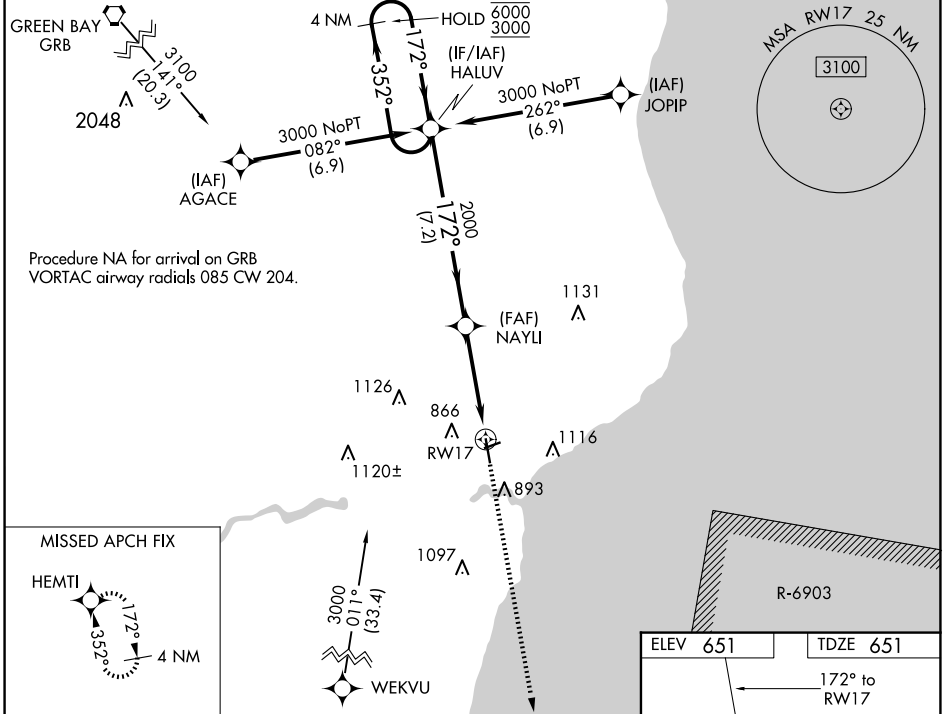 GREEN BAY
GRB
3100
141°
(20.3)
2048
4 NM
HOLD
6000
3000
172°
352°
(IF/IAF)
HALUV
3000 NoPT
262°
(6.9)
(IAF)
JOPIP
MSA RW17 25 NM
3100
3000 NoPT
082°
(6.9)
(IAF)
AGACE
2000
172°
(7.2)
Procedure NA for arrival on GRB
VORTAC airway radials 085 CW 204.
1131
(FAF)
NAYLI
1126
866
RW17
1116
1120±
893
MISSED APCH FIX
HEMTI
172°
352°
4 NM
1097
3000
011°
(33.4)
WEKVU
R-6903
ELEV 651
TDZE 651
172° to
RW17